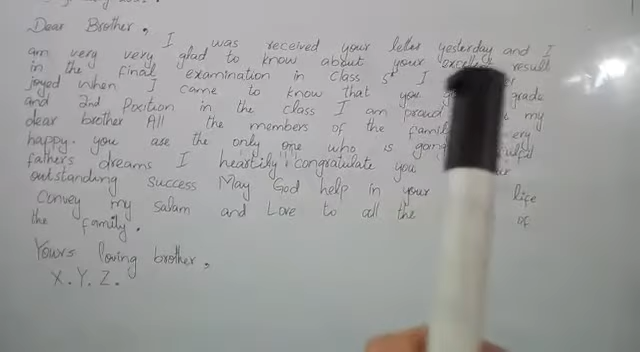 Dear Brother,
I was received your letter yesterday and I
am very very glad to know about your result
in the final examination in class 5th I
joyed when I came to know that you grade
and 2nd Position in the class I am proud my
dear brother All the members of the
happy. you are the only one who is
father's dreams I heartily congratulate you
outstanding success May God help in your life
Convey my salam and Love to all the of
the family.
Yours loving brother,
X.Y.Z.